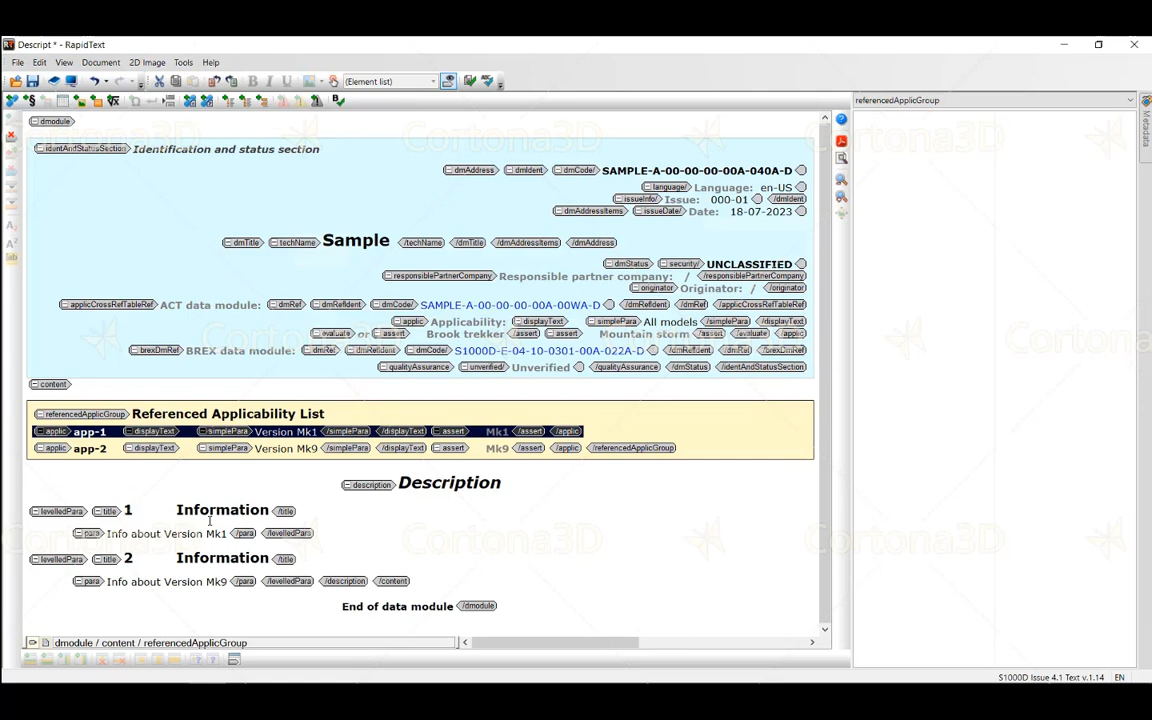 Descript * - RapidText
File Edit View Document 2D Image Tools Help
B I U (Element list)
referencedApplicGroup
Metadata
dmodule
identAndStatusSection Identification and status section
dmAddress dmIdent dmCode/ SAMPLE-A-00-00-00-00A-040A-D
language/ Language: en-US
issueInfo/ Issue: 000-01 /dmIdent
dmAddressItems issueDate/ Date: 18-07-2023
dmTitle techName Sample /techName /dmTitle /dmAddressItems /dmAddress
dmStatus security/ UNCLASSIFIED
responsiblePartnerCompany Responsible partner company: / /responsiblePartnerCompany
originator Originator: / /originator
applicCrossRefTableRef ACT data module: dmRef dmRefIdent dmCode/ SAMPLE-A-00-00-00-00A-00WA-D /dmRefIdent /dmRef /applicCrossRefTableRef
applic Applicability: displayText simplePara All models /simplePara /displayText
evaluate or assert Brook trekker /assert assert Mountain storm /assert /evaluate /applic
brexDmRef BREX data module: dmRef dmRefIdent dmCode/ S1000D-E-04-10-0301-00A-022A-D /dmRefIdent /dmRef /brexDmRef
qualityAssurance unverified/ Unverified /qualityAssurance /dmStatus /identAndStatusSection
content
referencedApplicGroup Referenced Applicability List
applic app-1 displayText simplePara Version Mk1 /simplePara /displayText assert Mk1 /assert /applic
applic app-2 displayText simplePara Version Mk9 /simplePara /displayText assert Mk9 /assert /applic /referencedApplicGroup
description Description
levelledPara title 1 Information /title
para Info about Version Mk1 /para /levelledPara
levelledPara title 2 Information /title
para Info about Version Mk9 /para /levelledPara /description /content
End of data module /dmodule
dmodule / content / referencedApplicGroup
S1000D Issue 4.1 Text v.1.14 EN
Cortona3D